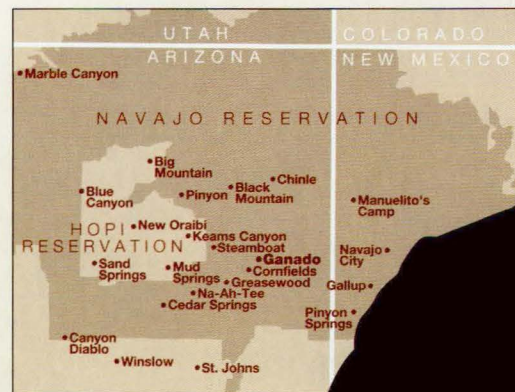 UTAH
COLORADO
ARIZONA
NEW MEXICO
Marble Canyon
NAVAJO RESERVATION
Big
Mountain
Chinle
Blue
Canyon
Pinyon
Black
Mountain
Manuelito's
Camp
HOPI
RESERVATION
New Oraibi
Keams Canyon
Steamboat
Navajo
City
Ganado
Sand
Springs
Mud
Springs
Cornfields
Greasewood
Gallup
Na-Ah-Tee
Cedar Springs
Pinyon
Springs
Canyon
Diablo
Winslow
St. Johns